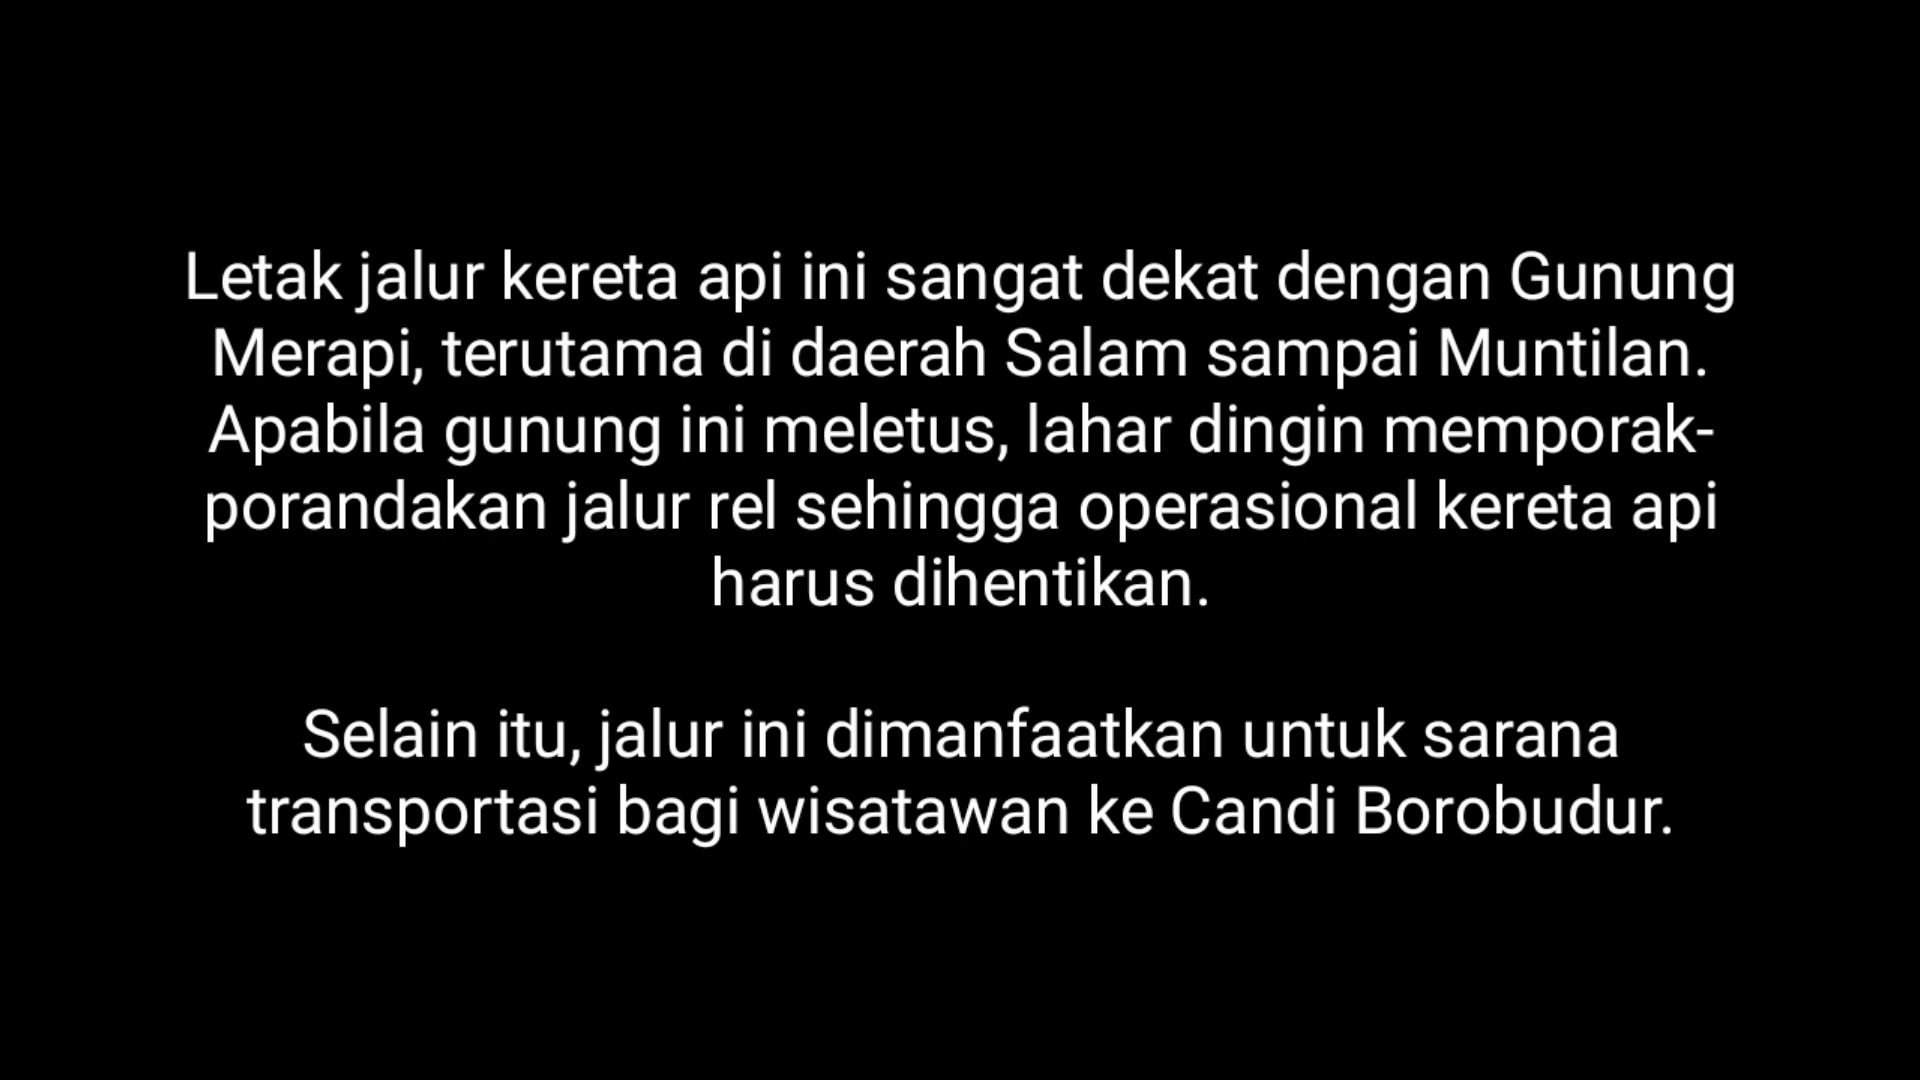 Letak jalur kereta api ini sangat dekat dengan Gunung
Merapi, terutama di daerah Salam sampai Muntilan.
Apabila gunung ini meletus, lahar dingin memporak-
porandakan jalur rel sehingga operasional kereta api
harus dihentikan.
Selain itu, jalur ini dimanfaatkan untuk sarana
transportasi bagi wisatawan ke Candi Borobudur.